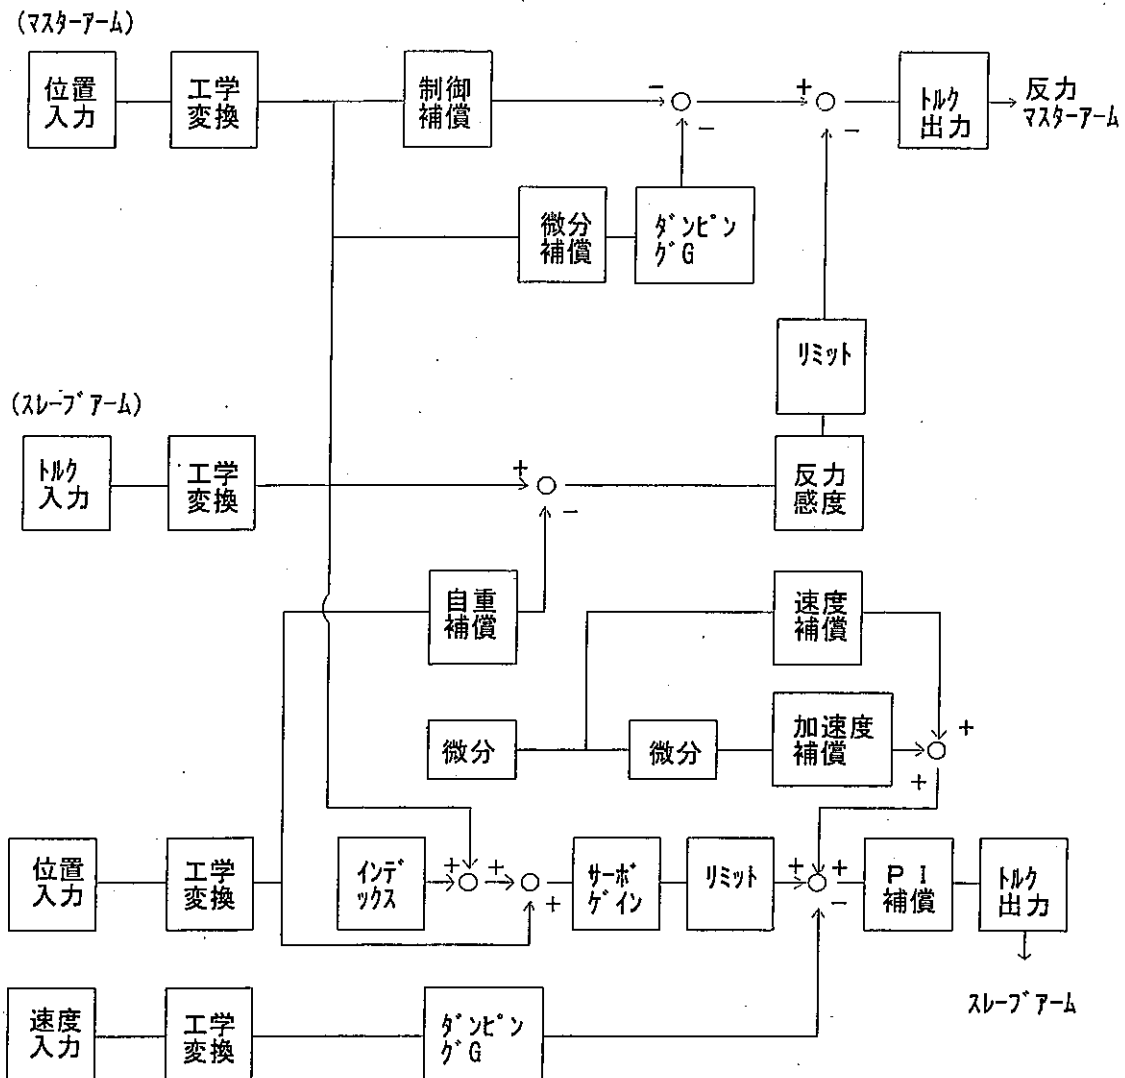 (マスターアーム)
位置
入力
工学
変換
制御
補償
−
−
+
−
トルク
出力
反力
マスターアーム
微分
補償
ダンピン
グG
リミット
(スレーブアーム)
トルク
入力
工学
変換
+
−
反力
感度
自重
補償
速度
補償
微分
微分
加速度
補償
+
+
位置
入力
工学
変換
インデ
ックス
+
+
+
サーボ
ゲイン
リミット
+
+
−
PI
補償
トルク
出力
スレーブアーム
速度
入力
工学
変換
ダンピン
グG